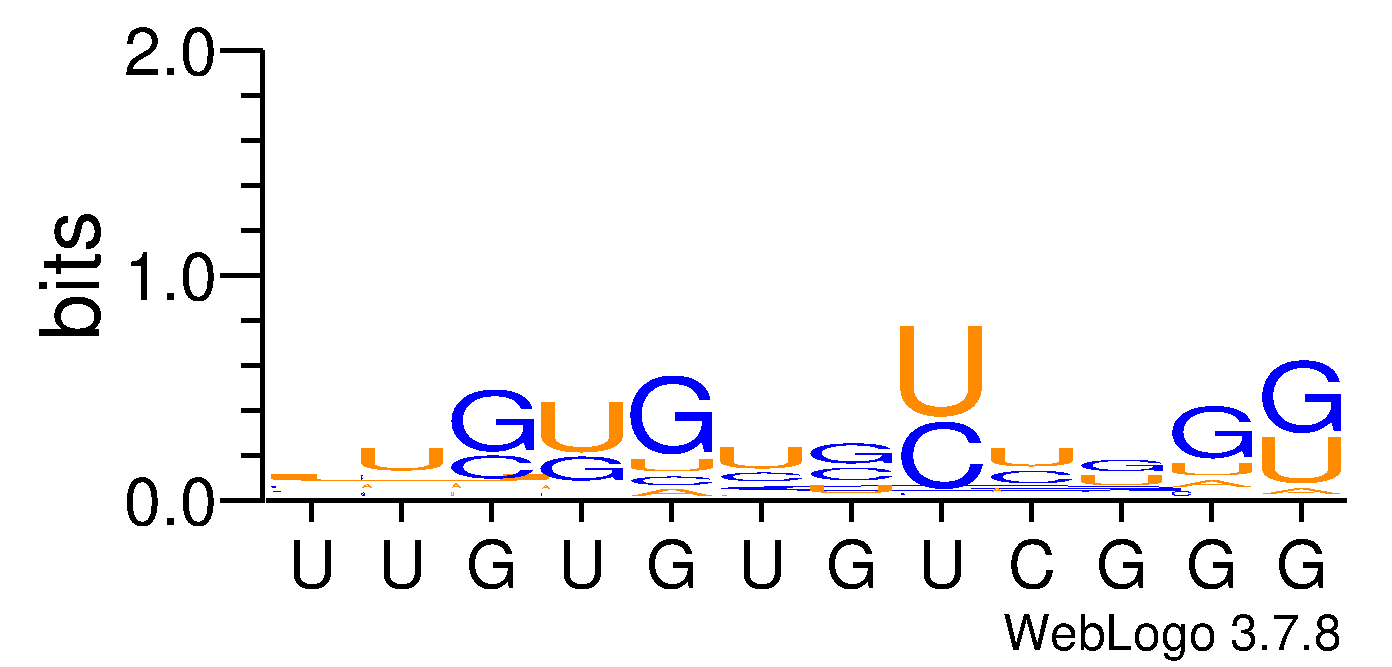 2.0
bits
1.0
0.0
U U G U G U G U C G G G
WebLogo 3.7.8